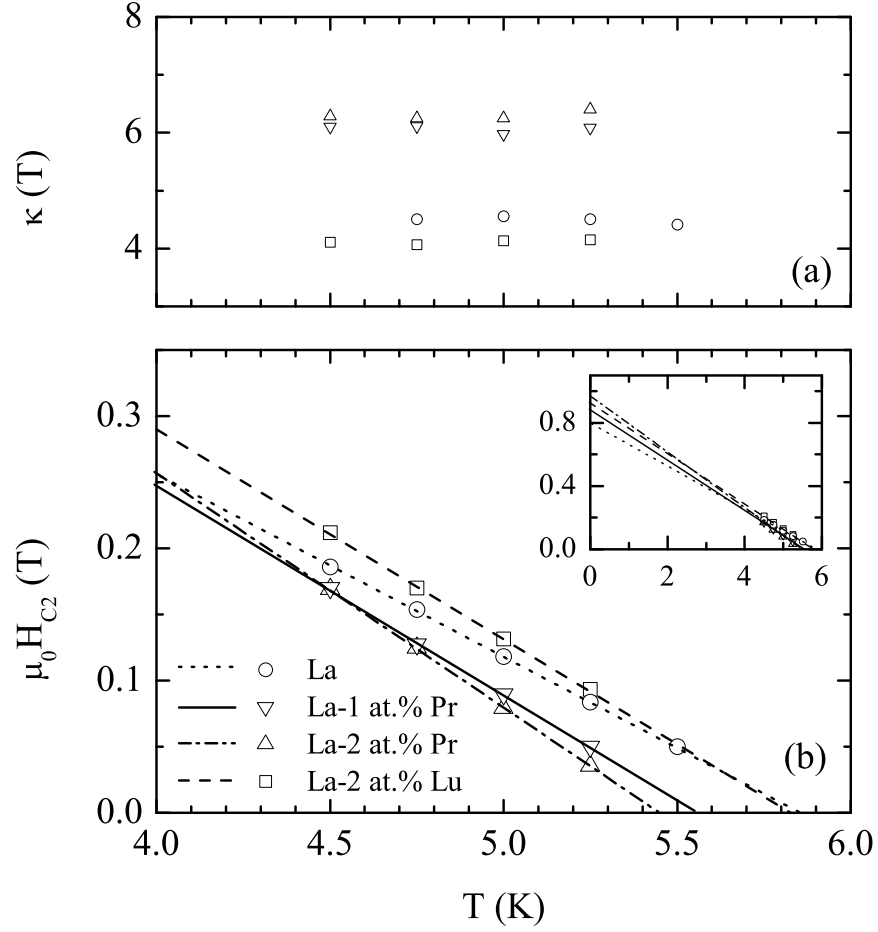 8
6
4
κ (T)
(a)
0.3
0.2
0.1
0.0
μ₀H_C2 (T)
0.8
0.4
0.0
0 2 4 6
La
La-1 at.% Pr
La-2 at.% Pr
La-2 at.% Lu
(b)
4.0 4.5 5.0 5.5 6.0
T (K)